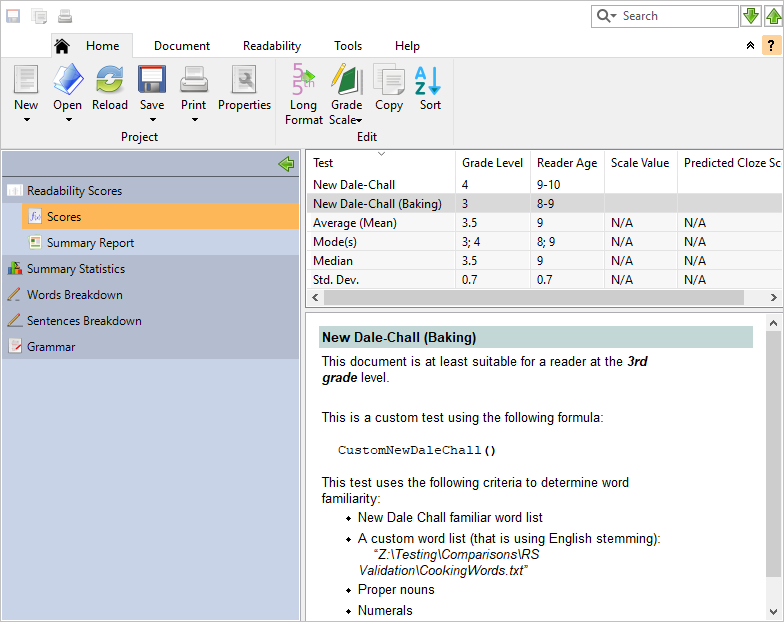 Search
Home Document Readability Tools Help
?
New Open Reload Save Print Properties Long Format Grade Scale Copy Sort
Project Edit
Readability Scores
Scores
Summary Report
Summary Statistics
Words Breakdown
Sentences Breakdown
Grammar
Test Grade Level Reader Age Scale Value Predicted Cloze Sc
New Dale-Chall 4 9-10
New Dale-Chall (Baking) 3 8-9
Average (Mean) 3.5 9 N/A N/A
Mode(s) 3; 4 8; 9 N/A N/A
Median 3.5 9 N/A N/A
Std. Dev. 0.7 0.7 N/A N/A
New Dale-Chall (Baking)
This document is at least suitable for a reader at the 3rd
grade level.
This is a custom test using the following formula:
CustomNewDaleChall()
This test uses the following criteria to determine word
familiarity:
• New Dale Chall familiar word list
• A custom word list (that is using English stemming):
“Z:\Testing\Comparisons\RS
Validation\CookingWords.txt”
• Proper nouns
• Numerals